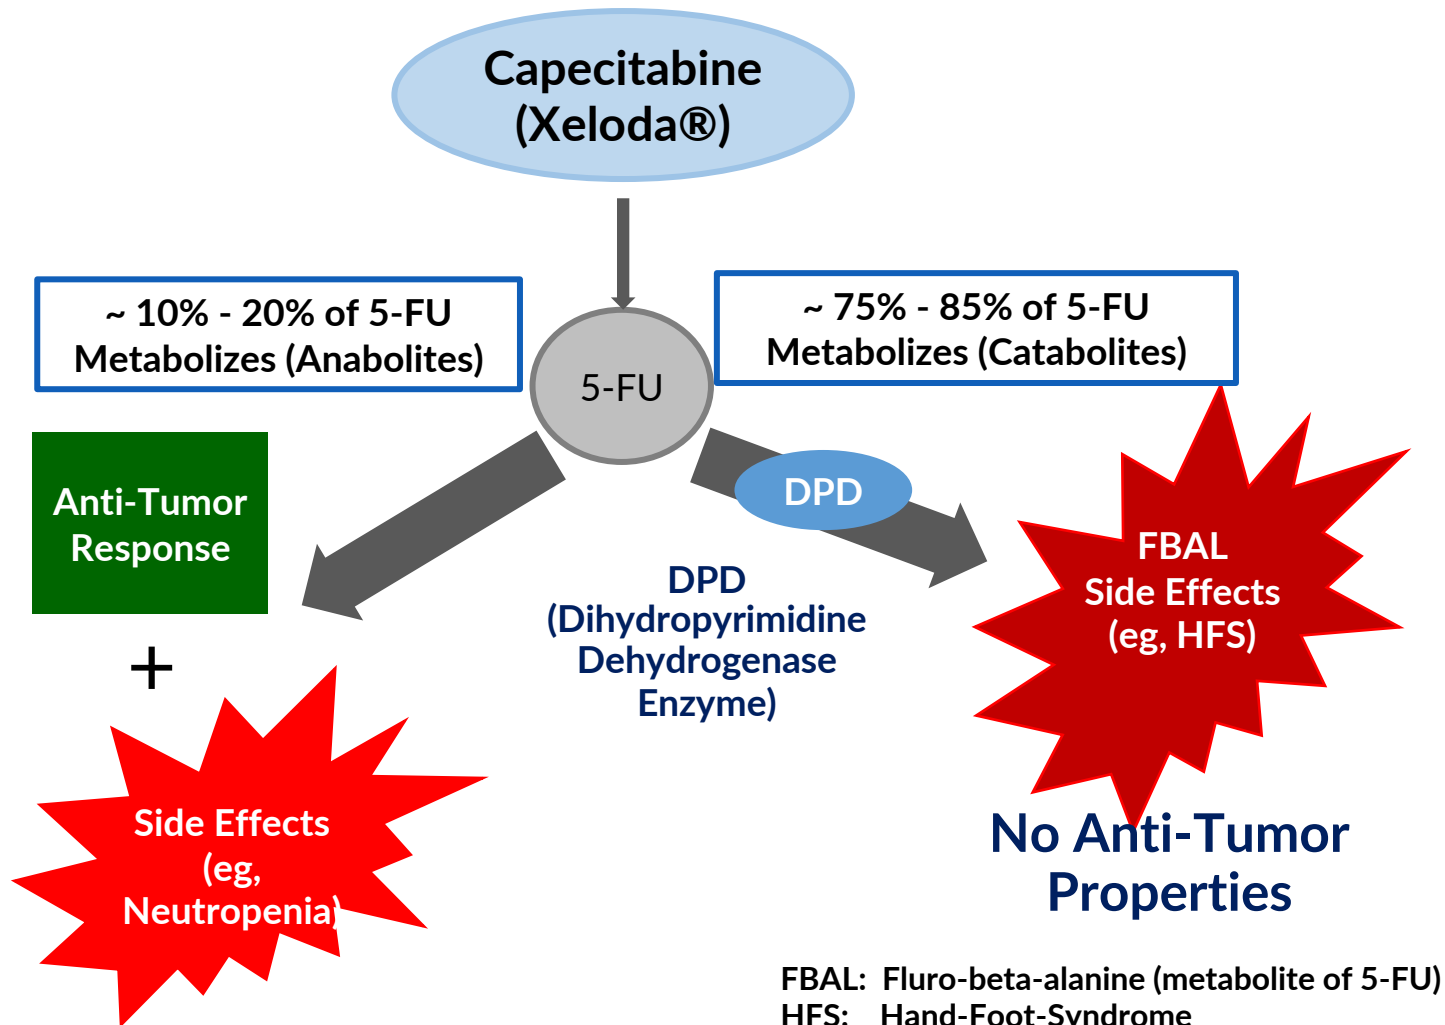 Capecitabine
(Xeloda®)
~ 10% - 20% of 5-FU
Metabolizes (Anabolites)
~ 75% - 85% of 5-FU
Metabolizes (Catabolites)
5-FU
DPD
Anti-Tumor
Response
+
Side Effects
(eg,
Neutropenia)
DPD
(Dihydropyrimidine
Dehydrogenase
Enzyme)
FBAL
Side Effects
(eg, HFS)
No Anti-Tumor
Properties
FBAL: Fluro-beta-alanine (metabolite of 5-FU)
HFS: Hand-Foot-Syndrome